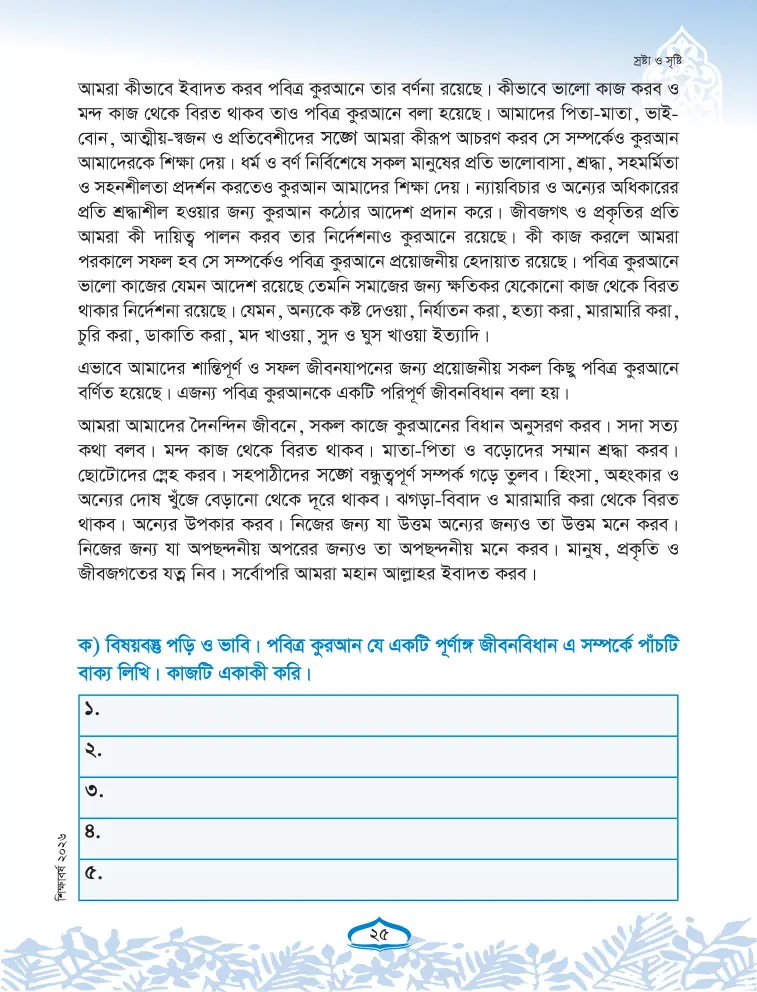 স্রষ্টা ও সৃষ্টি
আমরা কীভাবে ইবাদত করব পবিত্র কুরআনে তার বর্ণনা রয়েছে। কীভাবে ভালো কাজ করব ও
মন্দ কাজ থেকে বিরত থাকব তাও পবিত্র কুরআনে বলা হয়েছে। আমাদের পিতা-মাতা, ভাই-
বোন, আত্মীয়-স্বজন ও প্রতিবেশীদের সঙ্গে আমরা কীরূপ আচরণ করব সে সম্পর্কেও কুরআন
আমাদেরকে শিক্ষা দেয়। ধর্ম ও বর্ণ নির্বিশেষে সকল মানুষের প্রতি ভালোবাসা, শ্রদ্ধা, সহমর্মিতা
ও সহনশীলতা প্রদর্শন করতেও কুরআন আমাদের শিক্ষা দেয়। ন্যায়বিচার ও অন্যের অধিকারের
প্রতি শ্রদ্ধাশীল হওয়ার জন্য কুরআন কঠোর আদেশ প্রদান করে। জীবজগৎ ও প্রকৃতির প্রতি
আমরা কী দায়িত্ব পালন করব তার নির্দেশনাও কুরআনে রয়েছে। কী কাজ করলে আমরা
পরকালে সফল হব সে সম্পর্কেও পবিত্র কুরআনে প্রয়োজনীয় হেদায়াত রয়েছে। পবিত্র কুরআনে
ভালো কাজের যেমন আদেশ রয়েছে তেমনি সমাজের জন্য ক্ষতিকর যেকোনো কাজ থেকে বিরত
থাকার নির্দেশনা রয়েছে। যেমন, অন্যকে কষ্ট দেওয়া, নির্যাতন করা, হত্যা করা, মারামারি করা,
চুরি করা, ডাকাতি করা, মদ খাওয়া, সুদ ও ঘুস খাওয়া ইত্যাদি।
এভাবে আমাদের শান্তিপূর্ণ ও সফল জীবনযাপনের জন্য প্রয়োজনীয় সকল কিছু পবিত্র কুরআনে
বর্ণিত হয়েছে। এজন্য পবিত্র কুরআনকে একটি পরিপূর্ণ জীবনবিধান বলা হয়।
আমরা আমাদের দৈনন্দিন জীবনে, সকল কাজে কুরআনের বিধান অনুসরণ করব। সদা সত্য
কথা বলব। মন্দ কাজ থেকে বিরত থাকব। মাতা-পিতা ও বড়োদের সম্মান শ্রদ্ধা করব।
ছোটোদের স্নেহ করব। সহপাঠীদের সঙ্গে বন্ধুত্বপূর্ণ সম্পর্ক গড়ে তুলব। হিংসা, অহংকার ও
অন্যের দোষ খুঁজে বেড়ানো থেকে দূরে থাকব। ঝগড়া-বিবাদ ও মারামারি করা থেকে বিরত
থাকব। অন্যের উপকার করব। নিজের জন্য যা উত্তম অন্যের জন্যও তা উত্তম মনে করব।
নিজের জন্য যা অপছন্দনীয় অপরের জন্যও তা অপছন্দনীয় মনে করব। মানুষ, প্রকৃতি ও
জীবজগতের যত্ন নিব। সর্বোপরি আমরা মহান আল্লাহর ইবাদত করব।
ক) বিষয়বস্তু পড়ি ও ভাবি। পবিত্র কুরআন যে একটি পূর্ণাঙ্গ জীবনবিধান এ সম্পর্কে পাঁচটি
বাক্য লিখি। কাজটি একাকী করি।
১.
২.
৩.
৪.
৫.
শিক্ষাবর্ষ ২০২৬
২৫